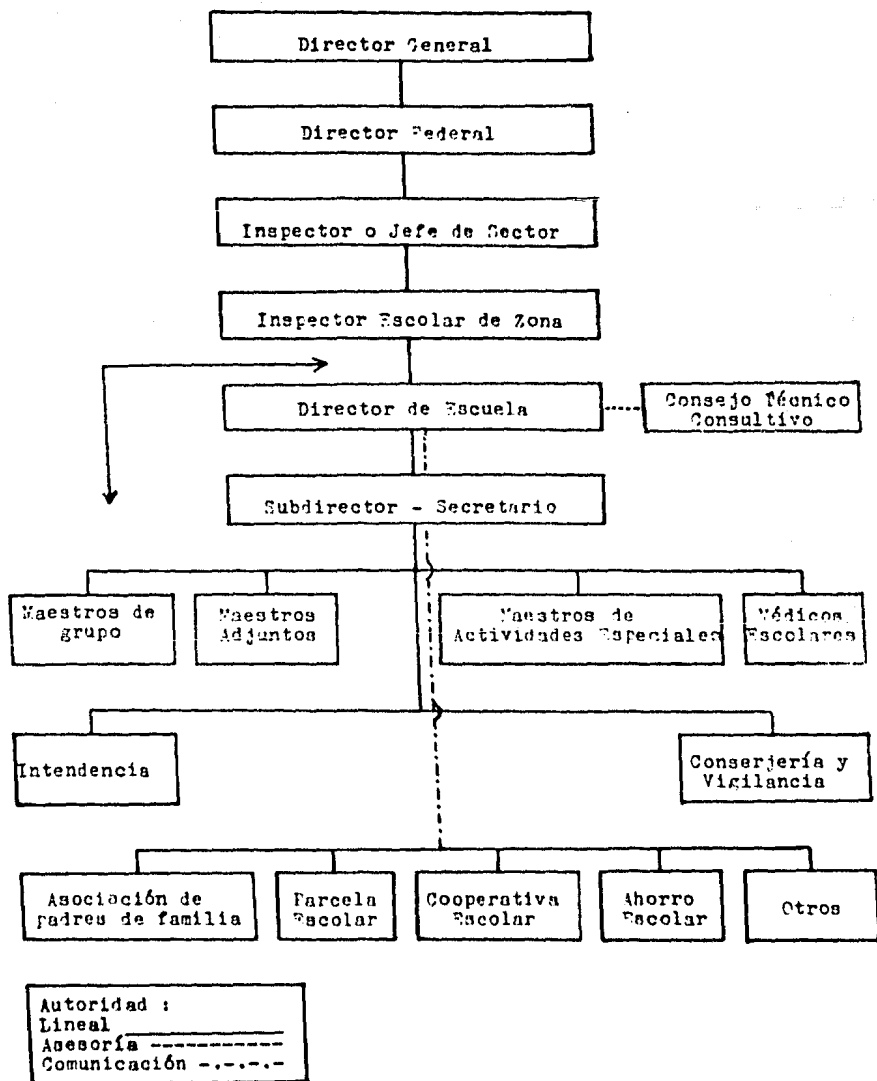 Director General
Director Federal
Inspector o Jefe de Sector
Inspector Escolar de Zona
Director de Escuela
Consejo Técnico
Consultivo
Subdirector - Secretario
Maestros de
grupo
Maestros
Adjuntos
Maestros de
Actividades Especiales
Médicos
Escolares
Intendencia
Conserjería y
Vigilancia
Asociación de
padres de familia
Parcela
Escolar
Cooperativa
Escolar
Ahorro
Escolar
Otros
Autoridad :
Lineal
Asesoría -----------
Comunicación -.-.-.-